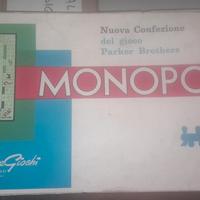 Nuova Confezione
del gioco
Parker Brothers
MONOPO
Giochi